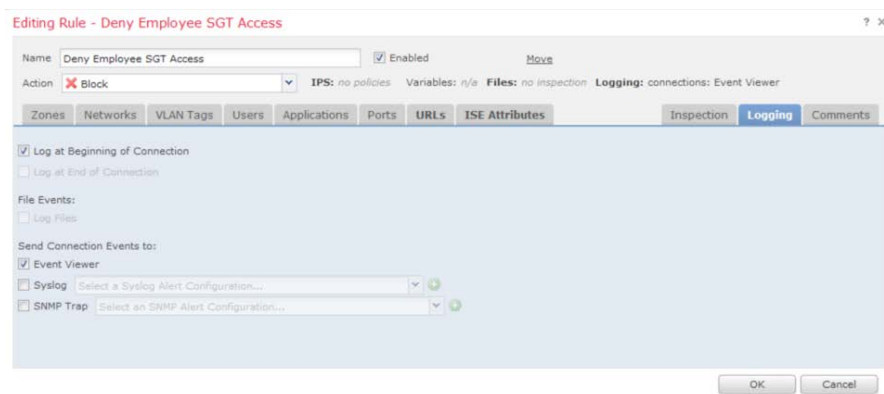 Editing Rule - Deny Employee SGT Access ? X
Name Deny Employee SGT Access Enabled Move
Action Block IPS: no policies Variables: n/a Files: no inspection Logging: connections: Event Viewer
Zones Networks VLAN Tags Users Applications Ports URLs ISE Attributes Inspection Logging Comments
Log at Beginning of Connection
Log at End of Connection
File Events:
Log Files
Send Connection Events to:
Event Viewer
Syslog Select a Syslog Alert Configuration...
SNMP Trap Select an SNMP Alert Configuration...
OK Cancel